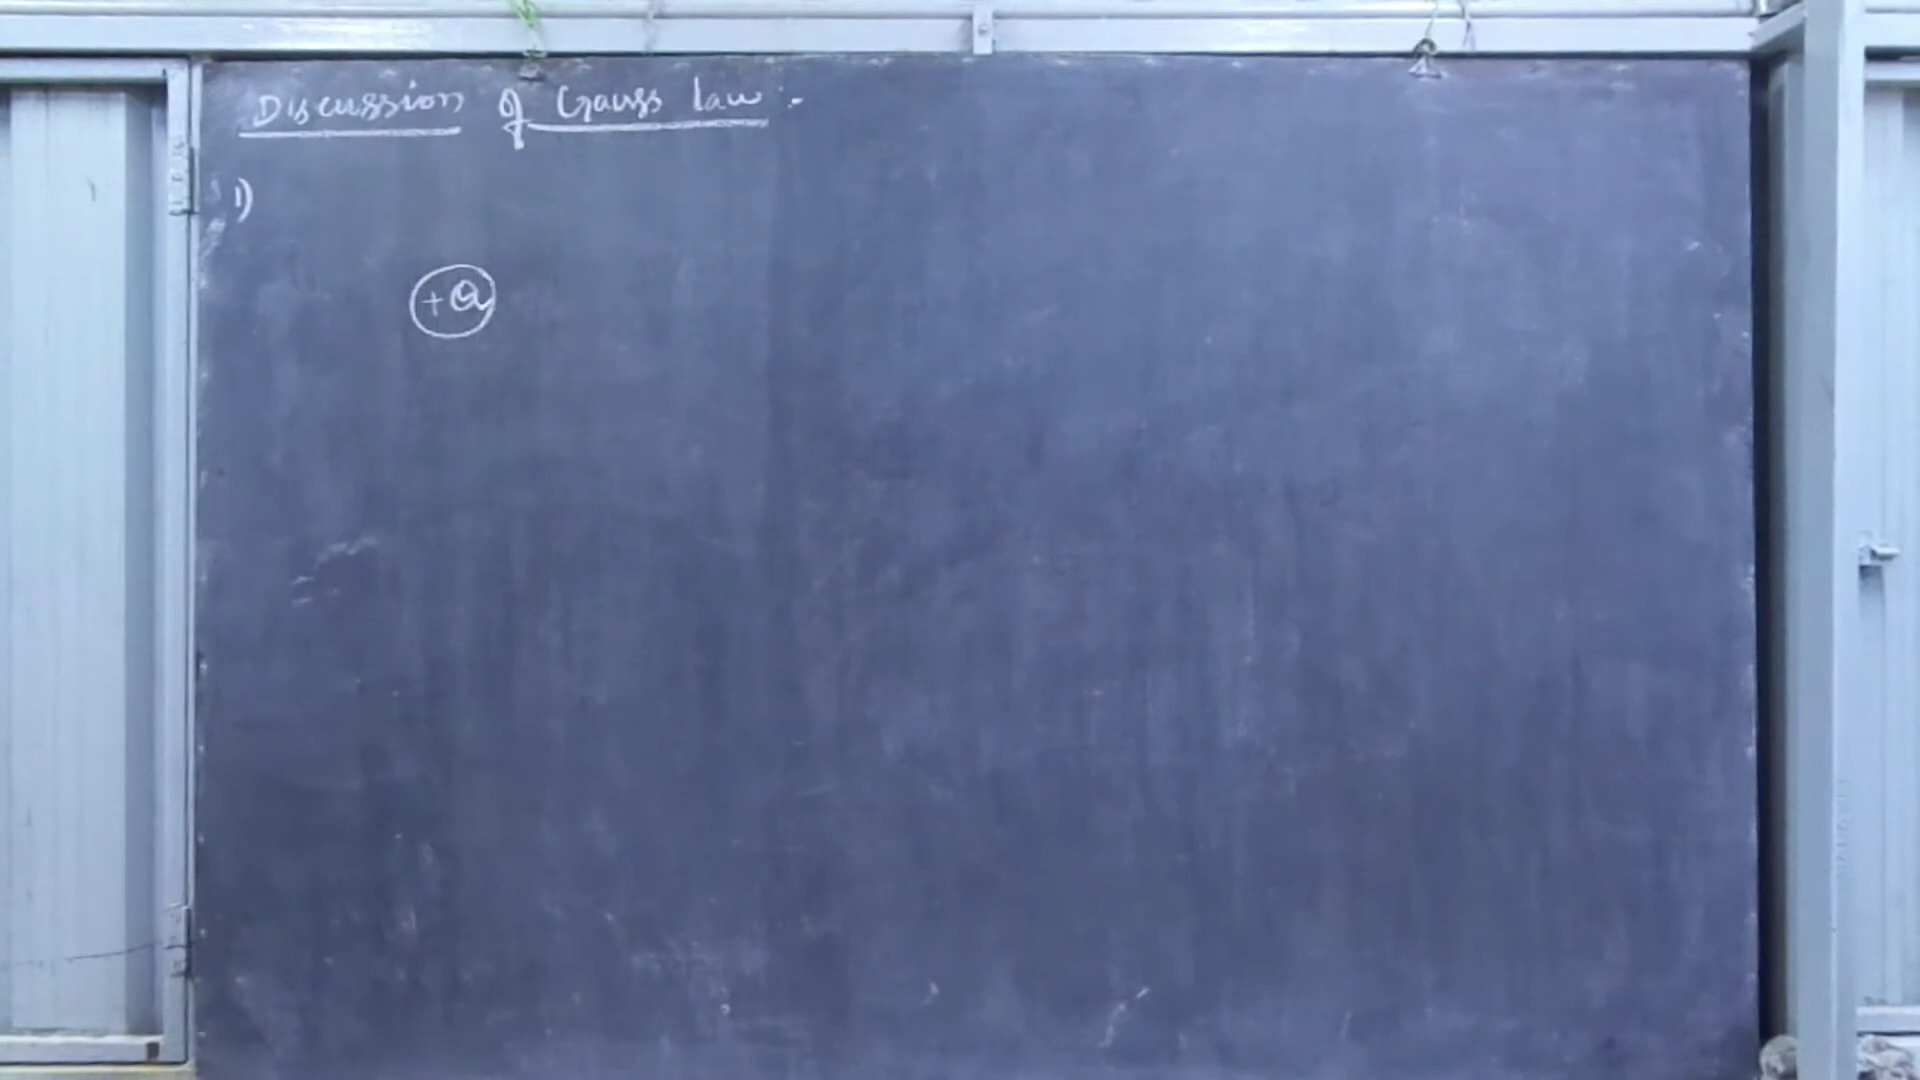 Discussion of Gauss law :-
1)
+Q